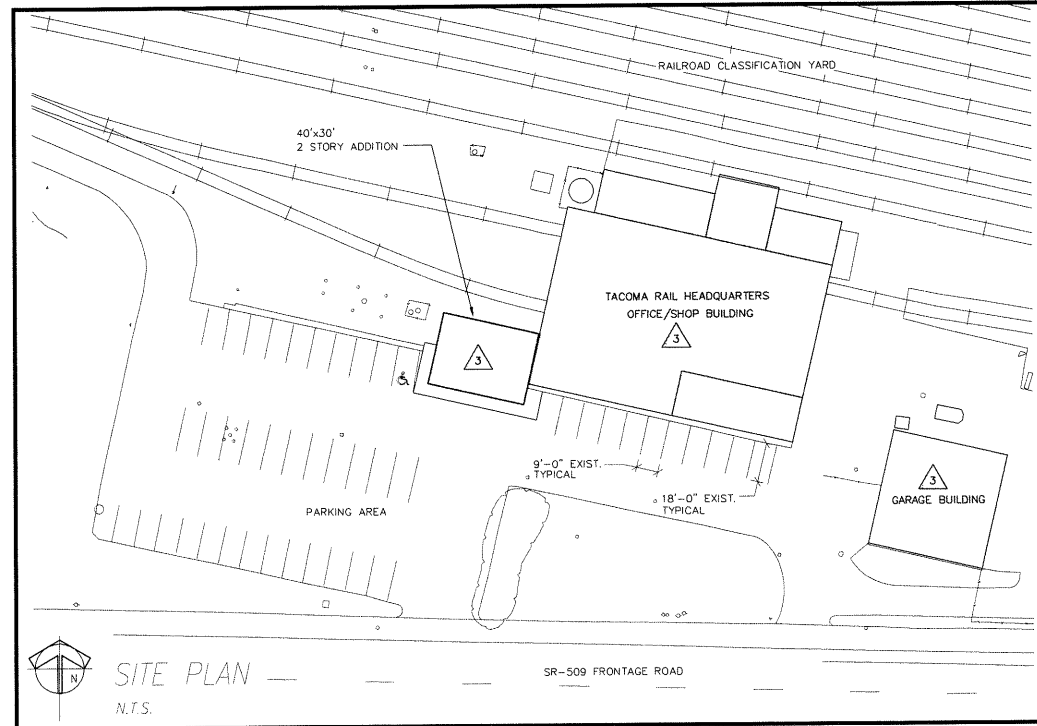 RAILROAD CLASSIFICATION YARD
40'x30'
2 STORY ADDITION
TACOMA RAIL HEADQUARTERS
OFFICE/SHOP BUILDING
3
3
3
GARAGE BUILDING
9'-0" EXIST.
TYPICAL
18'-0" EXIST.
TYPICAL
PARKING AREA
N
SITE PLAN
N.T.S.
SR-509 FRONTAGE ROAD